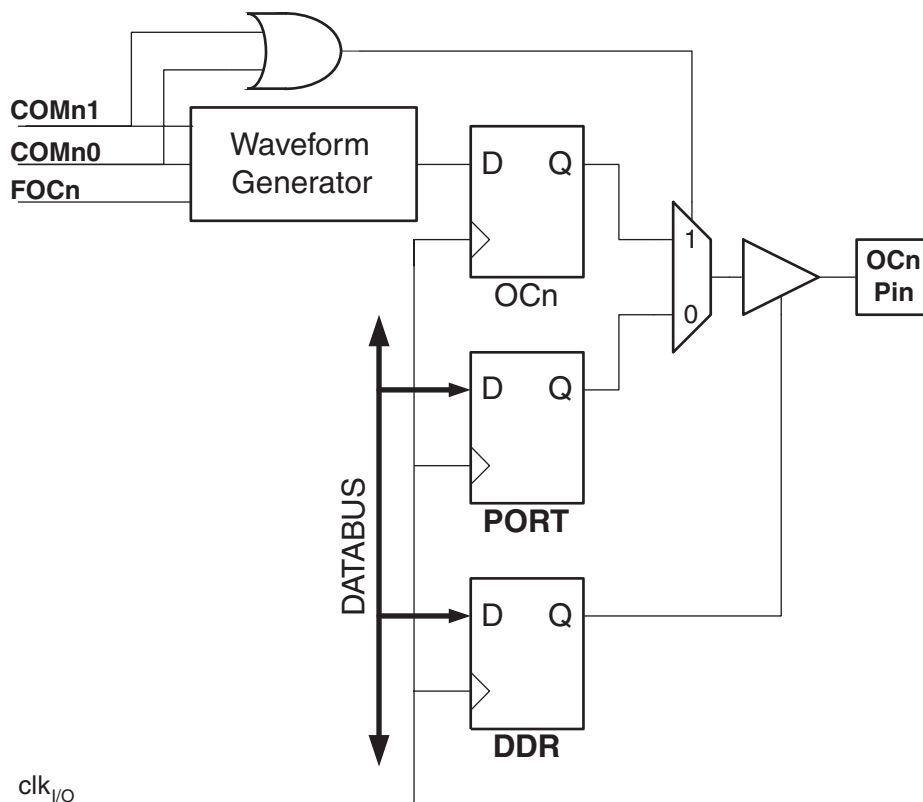 COMn1
COMn0
FOCn
Waveform
Generator
D Q
OCn
1
0
OCn
Pin
D Q
PORT
DATABUS
D Q
DDR
clkI/O